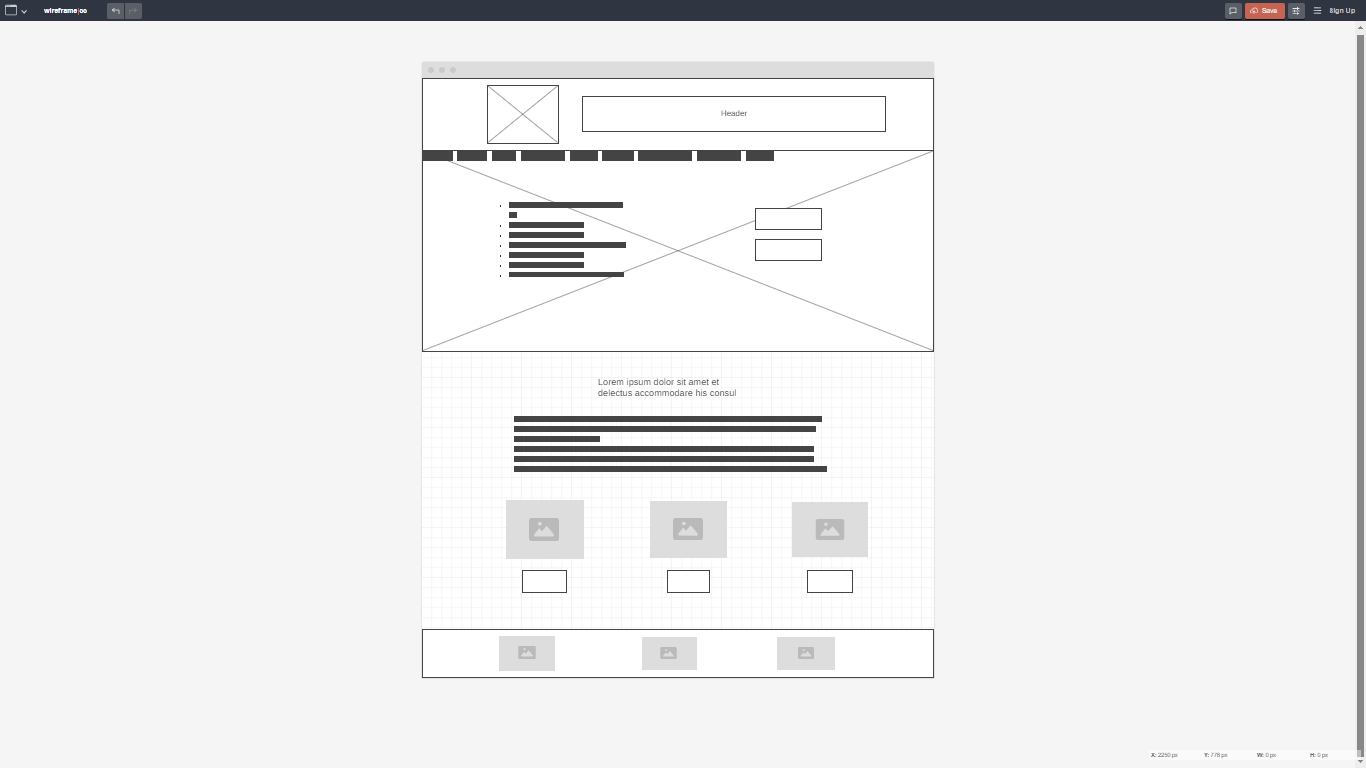 wireframe|cc
Save
Sign Up
Header
Lorem ipsum dolor sit amet et
delectus accommodare his consul
X: 2250 px Y: 778 px W: 0 px H: 0 px